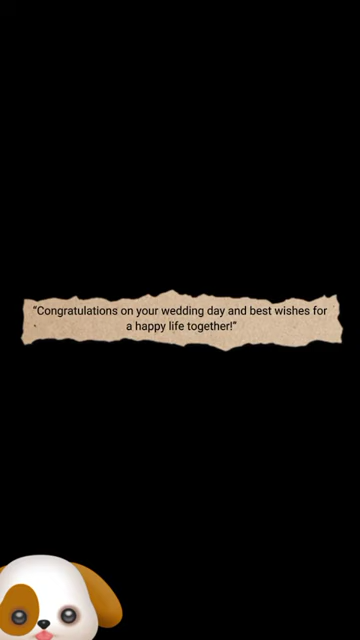 “Congratulations on your wedding day and best wishes for
a happy life together!”